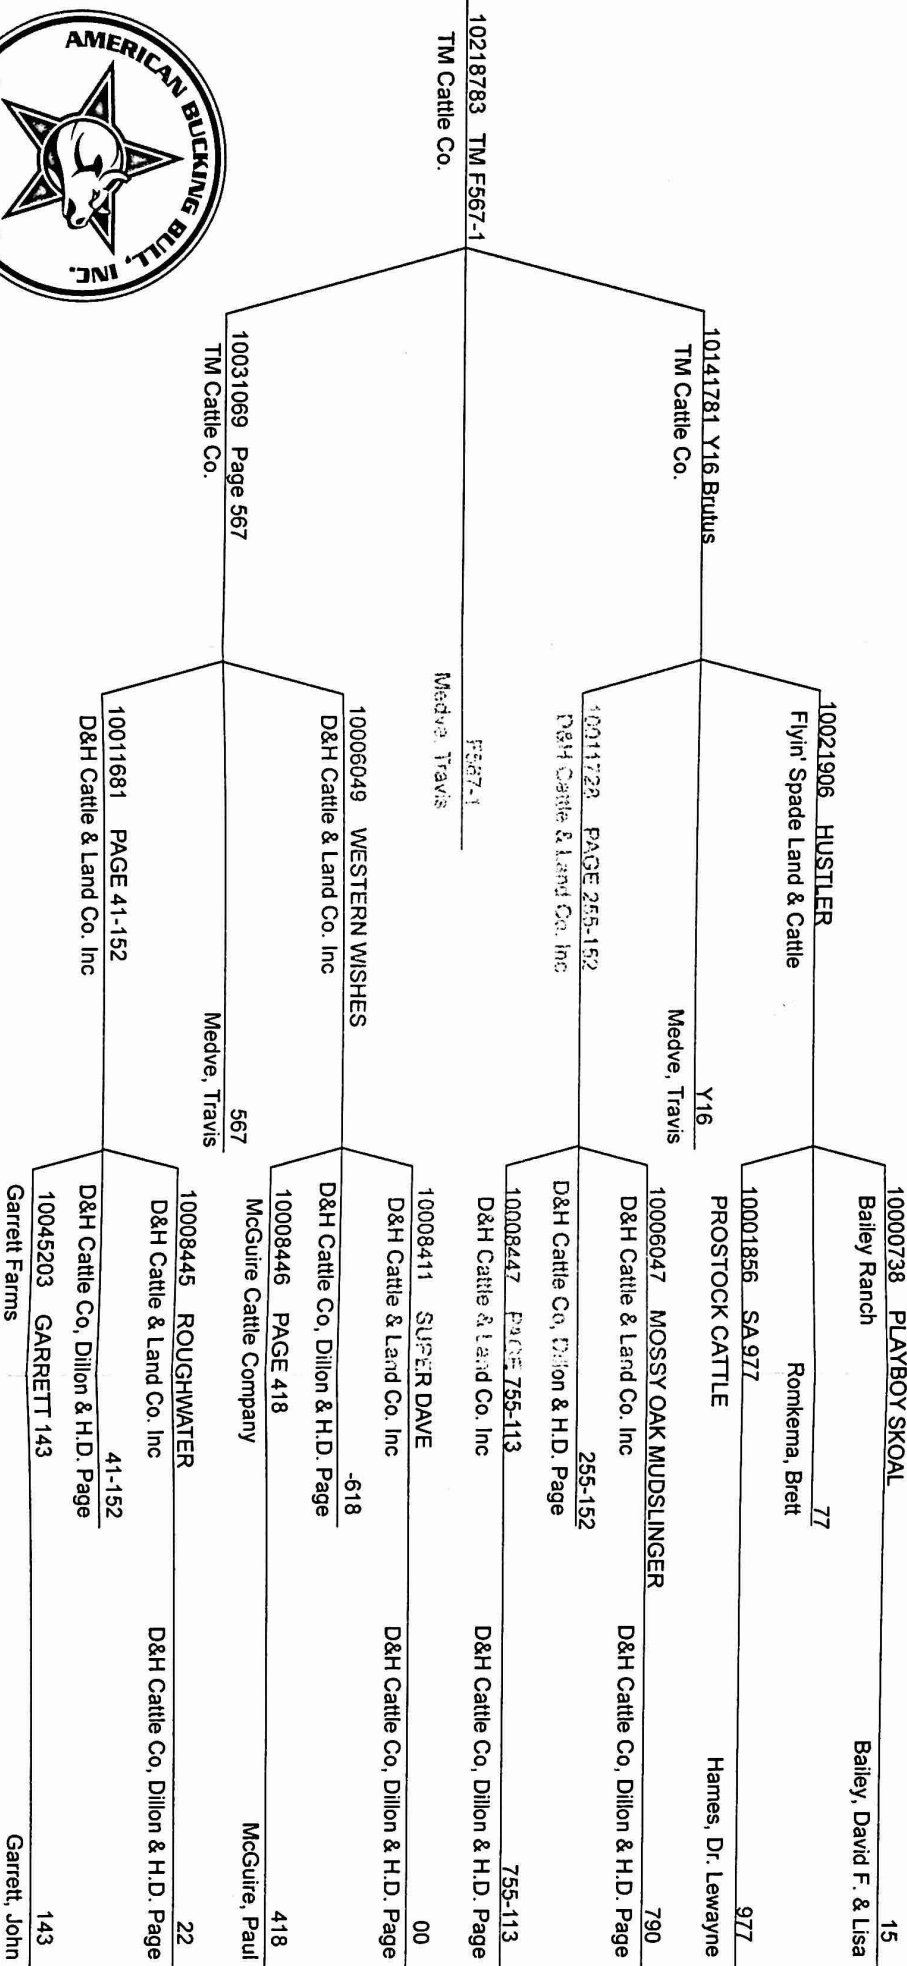 AMERICAN BUCKING BULL, INC.
10218783 TM F567-1
TM Cattle Co.
F567-1
Medve, Travis
10141781 Y16 Brutus
TM Cattle Co.
Y16
Medve, Travis
10031069 Page 567
TM Cattle Co.
567
Medve, Travis
10021906 HUSTLER
Flyin' Spade Land & Cattle
77
Romkema, Brett
10011728 PAGE 255-152
D&H Cattle & Land Co. Inc
255-152
D&H Cattle Co, Dillon & H.D. Page
10006049 WESTERN WISHES
D&H Cattle & Land Co. Inc
-618
D&H Cattle Co, Dillon & H.D. Page
10011681 PAGE 41-152
D&H Cattle & Land Co. Inc
41-152
D&H Cattle Co, Dillon & H.D. Page
10000738 PLAYBOY SKOAL
Bailey Ranch
15
Bailey, David F. & Lisa
10001856 SA 977
PROSTOCK CATTLE
977
Hames, Dr. Lewayne
10006047 MOSSY OAK MUDSLINGER
D&H Cattle & Land Co. Inc
790
D&H Cattle Co, Dillon & H.D. Page
10008447 PAGE 755-113
D&H Cattle & Land Co. Inc
755-113
D&H Cattle Co, Dillon & H.D. Page
10008411 SUPER DAVE
D&H Cattle & Land Co. Inc
00
D&H Cattle Co, Dillon & H.D. Page
10008446 PAGE 418
McGuire Cattle Company
418
McGuire, Paul
10008445 ROUGHWATER
D&H Cattle & Land Co. Inc
22
D&H Cattle Co, Dillon & H.D. Page
10045203 GARRETT 143
Garrett Farms
143
Garrett, John